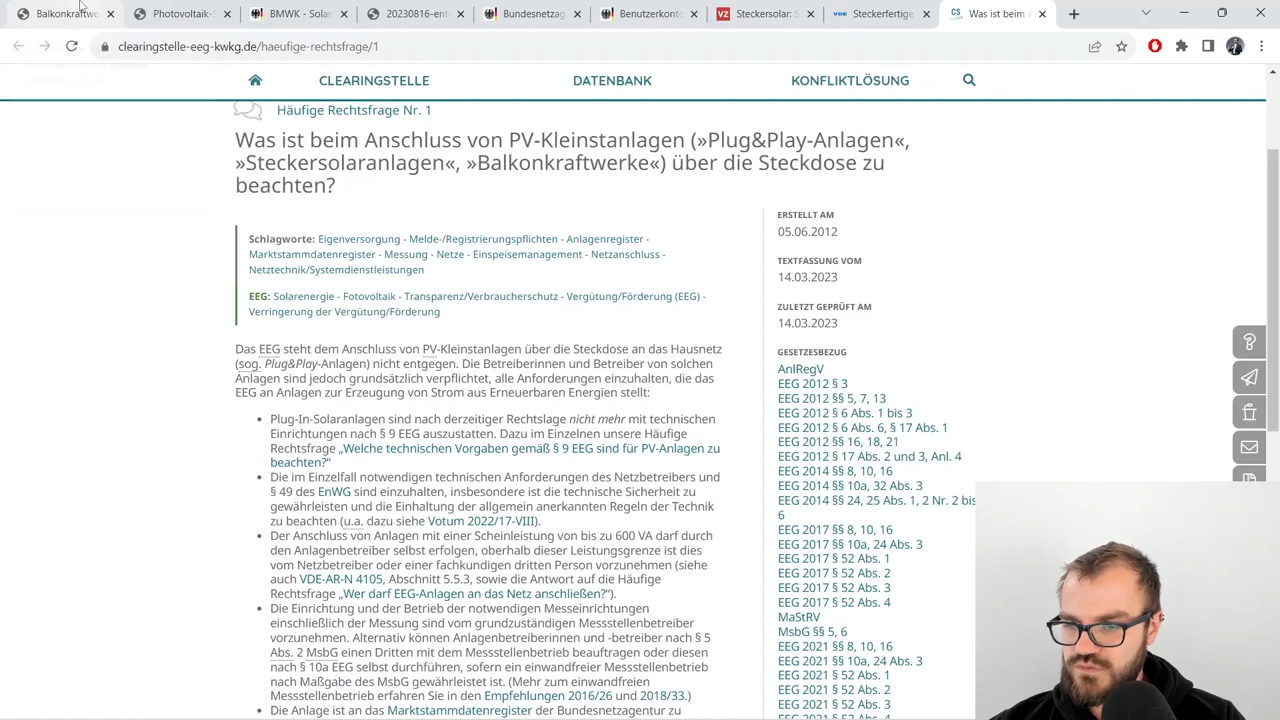 Balkonkraftw
Photovoltaik-S
BMWK - Solar
20230816-ent
Bundesnetzag
Benutzerkont
VZ Steckersolar: S
VDE Steckerfertige
CS Was ist beim A
clearingstelle-eeg-kwkg.de/haeufige-rechtsfrage/1
CLEARINGSTELLE DATENBANK KONFLIKTLÖSUNG
Häufige Rechtsfrage Nr. 1
Was ist beim Anschluss von PV-Kleinstanlagen (»Plug&Play-Anlagen«,
»Steckersolaranlagen«, »Balkonkraftwerke«) über die Steckdose zu
beachten?
Schlagworte: Eigenversorgung - Melde-/Registrierungspflichten - Anlagenregister -
Marktstammdatenregister - Messung - Netze - Einspeisemanagement - Netzanschluss -
Netztechnik/Systemdienstleistungen
EEG: Solarenergie - Fotovoltaik - Transparenz/Verbraucherschutz - Vergütung/Förderung (EEG) -
Verringerung der Vergütung/Förderung
Das EEG steht dem Anschluss von PV-Kleinstanlagen über die Steckdose an das Hausnetz
(sog. Plug&Play-Anlagen) nicht entgegen. Die Betreiberinnen und Betreiber von solchen
Anlagen sind jedoch grundsätzlich verpflichtet, alle Anforderungen einzuhalten, die das
EEG an Anlagen zur Erzeugung von Strom aus Erneuerbaren Energien stellt:
• Plug-In-Solaranlagen sind nach derzeitiger Rechtslage nicht mehr mit technischen
Einrichtungen nach § 9 EEG auszustatten. Dazu im Einzelnen unsere Häufige
Rechtsfrage „Welche technischen Vorgaben gemäß § 9 EEG sind für PV-Anlagen zu
beachten?“
• Die im Einzelfall notwendigen technischen Anforderungen des Netzbetreibers und
§ 49 des EnWG sind einzuhalten, insbesondere ist die technische Sicherheit zu
gewährleisten und die Einhaltung der allgemein anerkannten Regeln der Technik
zu beachten (u.a. dazu siehe Votum 2022/17-VIII).
• Der Anschluss von Anlagen mit einer Scheinleistung von bis zu 600 VA darf durch
den Anlagenbetreiber selbst erfolgen, oberhalb dieser Leistungsgrenze ist dies
vom Netzbetreiber oder einer fachkundigen dritten Person vorzunehmen (siehe
auch VDE-AR-N 4105, Abschnitt 5.5.3, sowie die Antwort auf die Häufige
Rechtsfrage „Wer darf EEG-Anlagen an das Netz anschließen?“).
• Die Einrichtung und der Betrieb der notwendigen Messeinrichtungen
einschließlich der Messung sind vom grundzuständigen Messstellenbetreiber
vorzunehmen. Alternativ können Anlagenbetreiberinnen und -betreiber nach § 5
Abs. 2 MsbG einen Dritten mit dem Messstellenbetrieb beauftragen oder diesen
nach § 10a EEG selbst durchführen, sofern ein einwandfreier Messstellenbetrieb
nach Maßgabe des MsbG gewährleistet ist. (Mehr zum einwandfreien
Messstellenbetrieb erfahren Sie in den Empfehlungen 2016/26 und 2018/33.)
• Die Anlage ist an das Marktstammdatenregister der Bundesnetzagentur zu
ERSTELLT AM
05.06.2012
TEXTFASSUNG VOM
14.03.2023
ZULETZT GEPRÜFT AM
14.03.2023
GESETZESBEZUG
AnlRegV
EEG 2012 § 3
EEG 2012 §§ 5, 7, 13
EEG 2012 § 6 Abs. 1 bis 3
EEG 2012 § 6 Abs. 6, § 17 Abs. 1
EEG 2012 §§ 16, 18, 21
EEG 2012 § 17 Abs. 2 und 3, Anl. 4
EEG 2014 §§ 8, 10, 16
EEG 2014 §§ 10a, 32 Abs. 3
EEG 2014 §§ 24, 25 Abs. 1, 2 Nr. 2 bis
6
EEG 2017 §§ 8, 10, 16
EEG 2017 §§ 10a, 24 Abs. 3
EEG 2017 § 52 Abs. 1
EEG 2017 § 52 Abs. 2
EEG 2017 § 52 Abs. 3
EEG 2017 § 52 Abs. 4
MaStRV
MsbG §§ 5, 6
EEG 2021 §§ 8, 10, 16
EEG 2021 §§ 10a, 24 Abs. 3
EEG 2021 § 52 Abs. 1
EEG 2021 § 52 Abs. 2
EEG 2021 § 52 Abs. 3
EEG 2021 § 52 Abs. 4